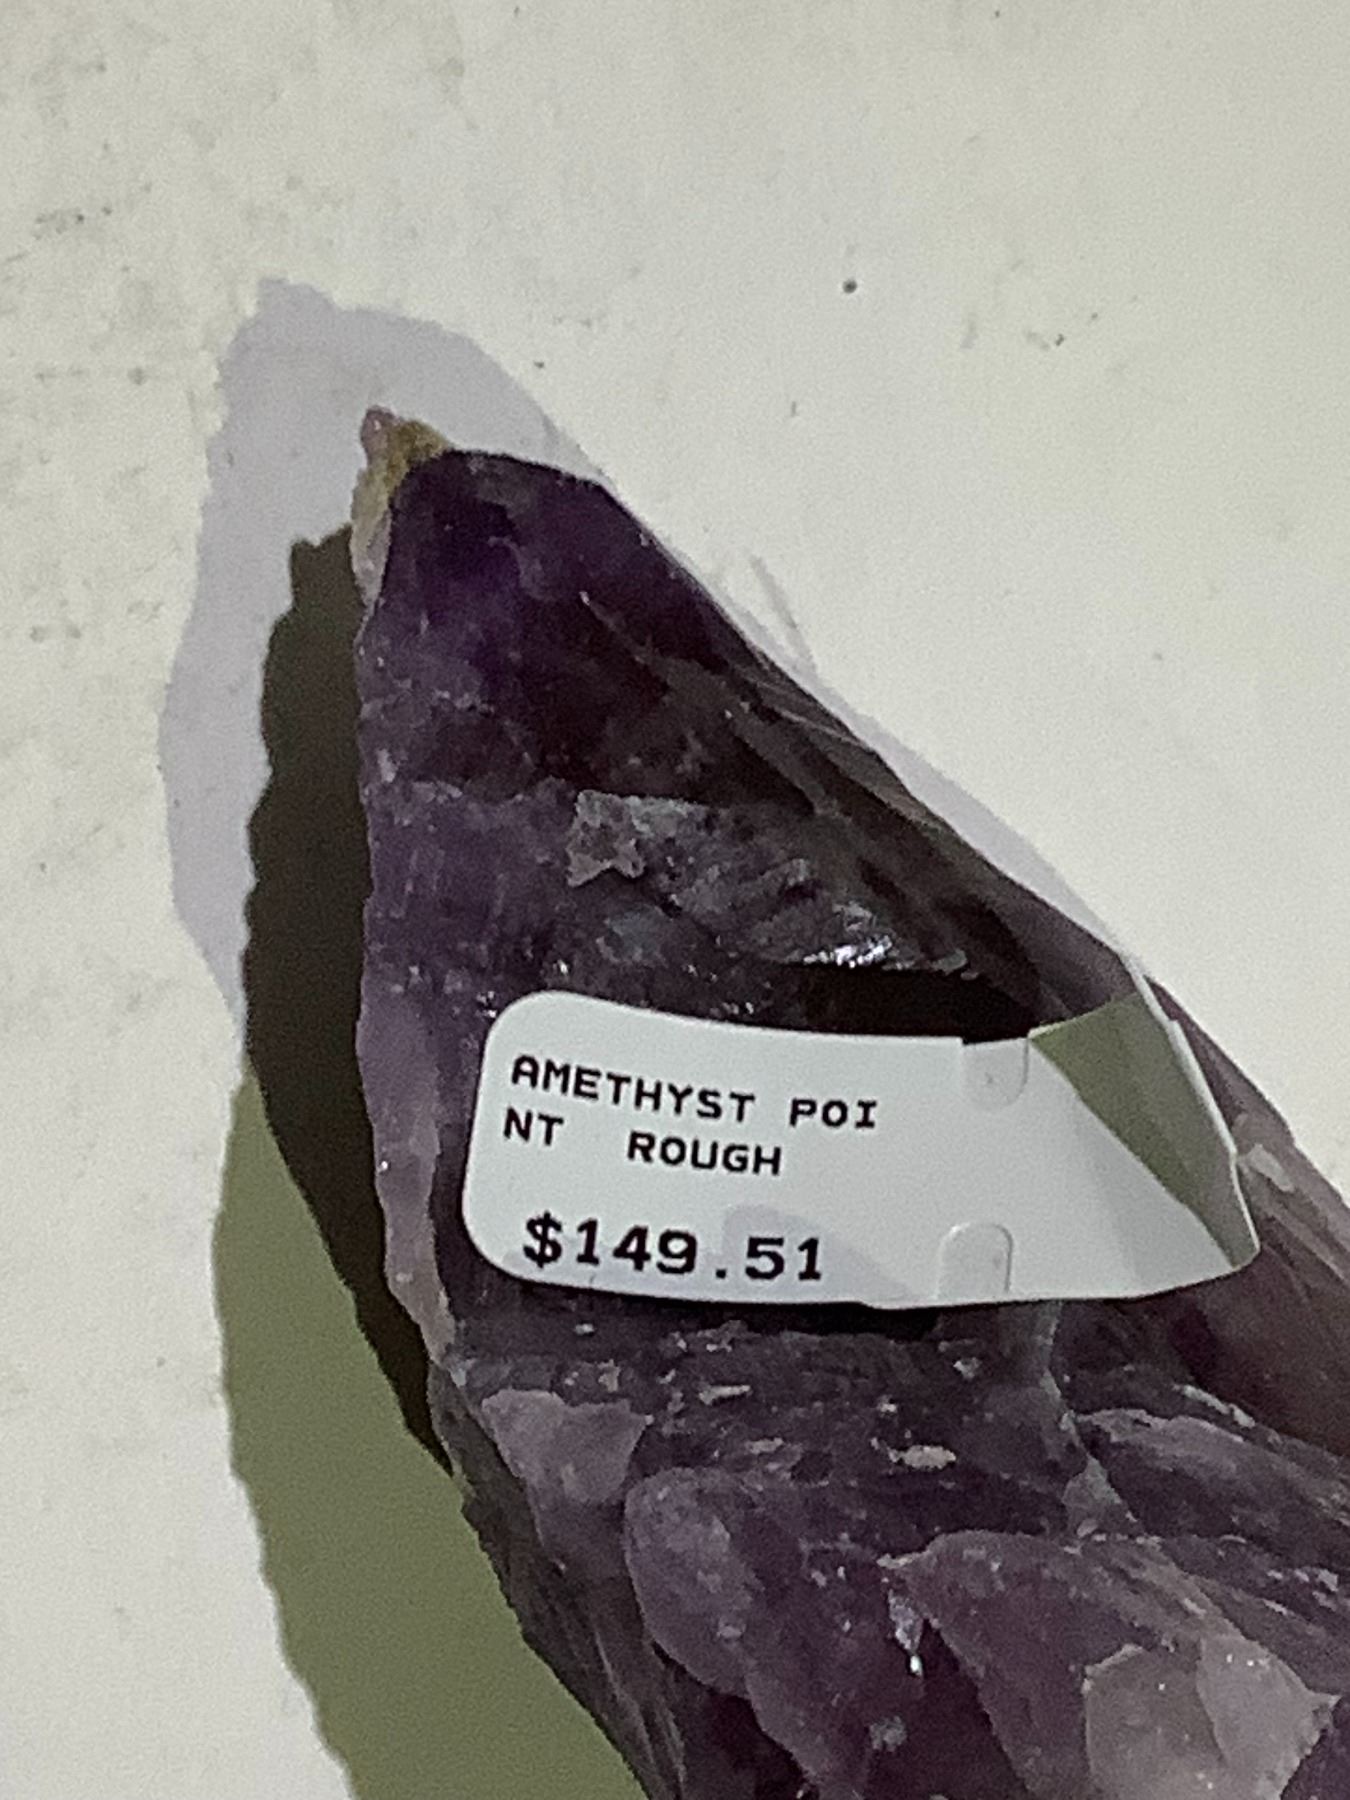 AMETHYST POI
NT ROUGH
$149.51